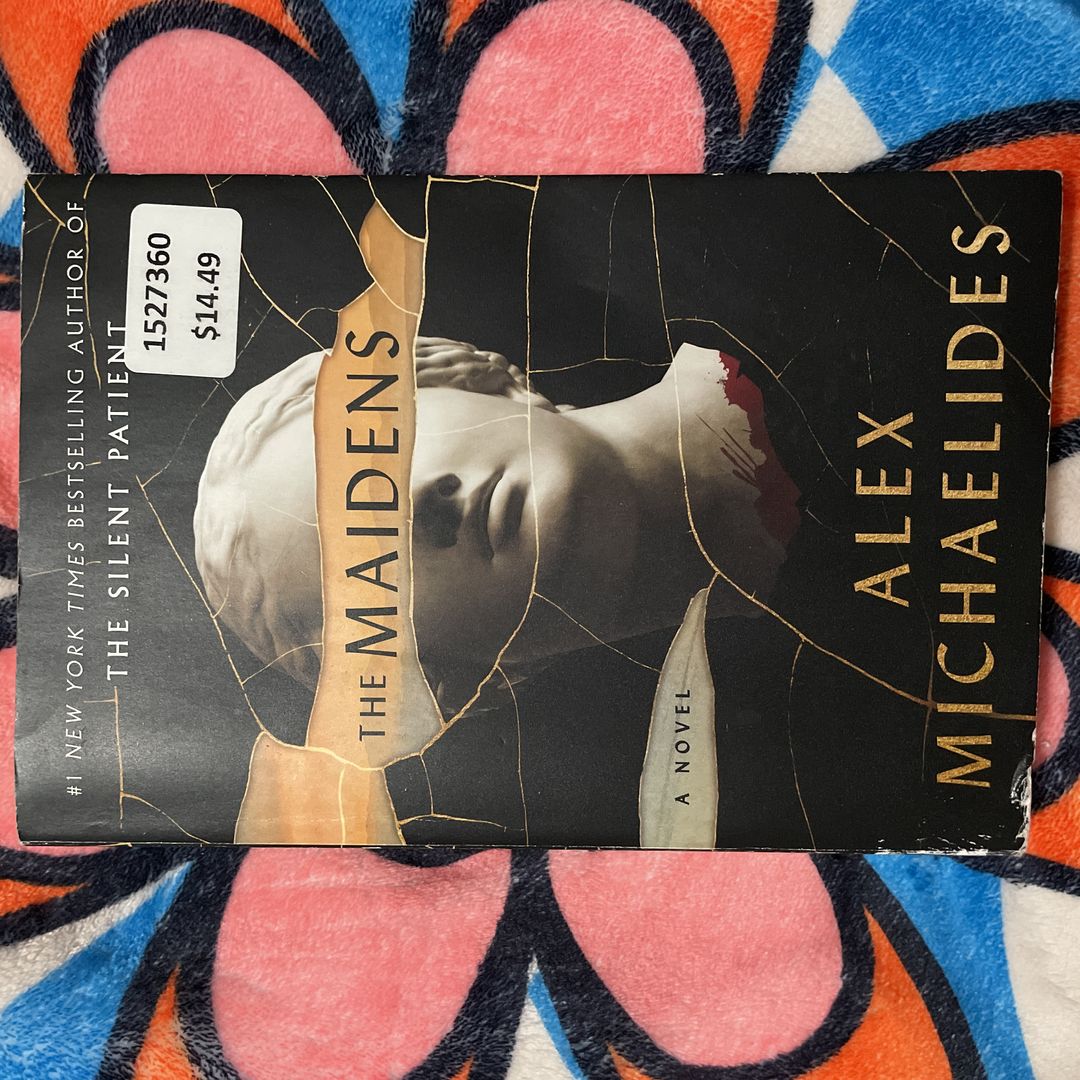 #1 NEW YORK TIMES BESTSELLING AUTHOR OF
THE SILENT PATIENT
1527360
$14.49
THE MAIDENS
A NOVEL
ALEX
MICHAELIDES